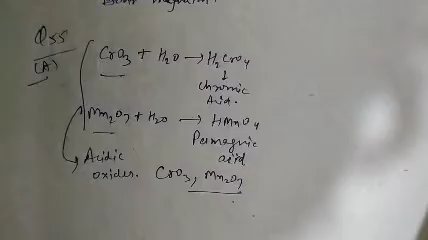 Q55
(A)
CrO3 + H2O → H2CrO4
↓
Chromic
Acid.
Mn2O7 + H2O → HMnO4
Permagnic
acid
Acidic
oxides. CrO3, Mn2O7